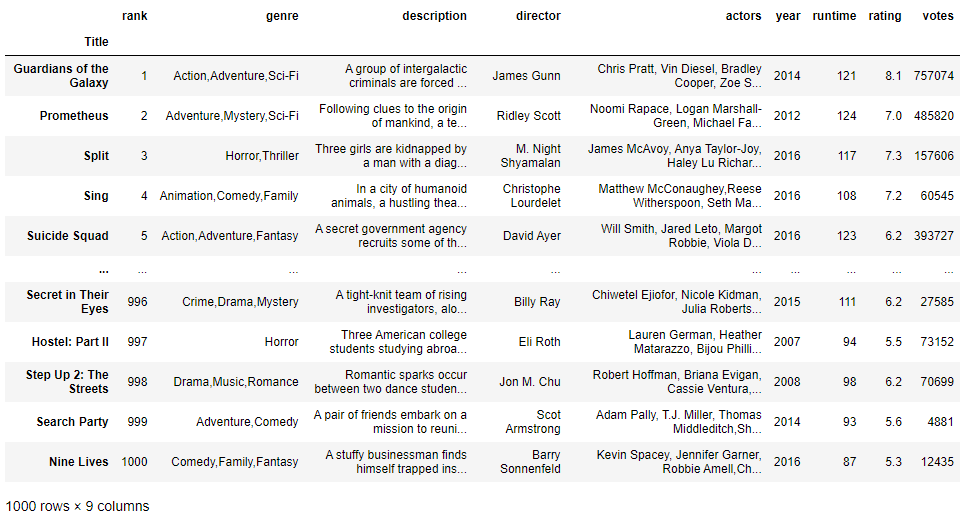 rank genre description director actors year runtime rating votes
Title
Guardians of the Galaxy 1 Action,Adventure,Sci-Fi A group of intergalactic criminals are forced ... James Gunn Chris Pratt, Vin Diesel, Bradley Cooper, Zoe S... 2014 121 8.1 757074
Prometheus 2 Adventure,Mystery,Sci-Fi Following clues to the origin of mankind, a te... Ridley Scott Noomi Rapace, Logan Marshall-Green, Michael Fa... 2012 124 7.0 485820
Split 3 Horror,Thriller Three girls are kidnapped by a man with a diag... M. Night Shyamalan James McAvoy, Anya Taylor-Joy, Haley Lu Richar... 2016 117 7.3 157606
Sing 4 Animation,Comedy,Family In a city of humanoid animals, a hustling thea... Christophe Lourdelet Matthew McConaughey,Reese Witherspoon, Seth Ma... 2016 108 7.2 60545
Suicide Squad 5 Action,Adventure,Fantasy A secret government agency recruits some of th... David Ayer Will Smith, Jared Leto, Margot Robbie, Viola D... 2016 123 6.2 393727
... ... ... ... ... ... ... ... ... ...
Secret in Their Eyes 996 Crime,Drama,Mystery A tight-knit team of rising investigators, alo... Billy Ray Chiwetel Ejiofor, Nicole Kidman, Julia Roberts... 2015 111 6.2 27585
Hostel: Part II 997 Horror Three American college students studying abroa... Eli Roth Lauren German, Heather Matarazzo, Bijou Philli... 2007 94 5.5 73152
Step Up 2: The Streets 998 Drama,Music,Romance Romantic sparks occur between two dance studen... Jon M. Chu Robert Hoffman, Briana Evigan, Cassie Ventura,... 2008 98 6.2 70699
Search Party 999 Adventure,Comedy A pair of friends embark on a mission to reuni... Scot Armstrong Adam Pally, T.J. Miller, Thomas Middleditch,Sh... 2014 93 5.6 4881
Nine Lives 1000 Comedy,Family,Fantasy A stuffy businessman finds himself trapped ins... Barry Sonnenfeld Kevin Spacey, Jennifer Garner, Robbie Amell,Ch... 2016 87 5.3 12435
1000 rows × 9 columns